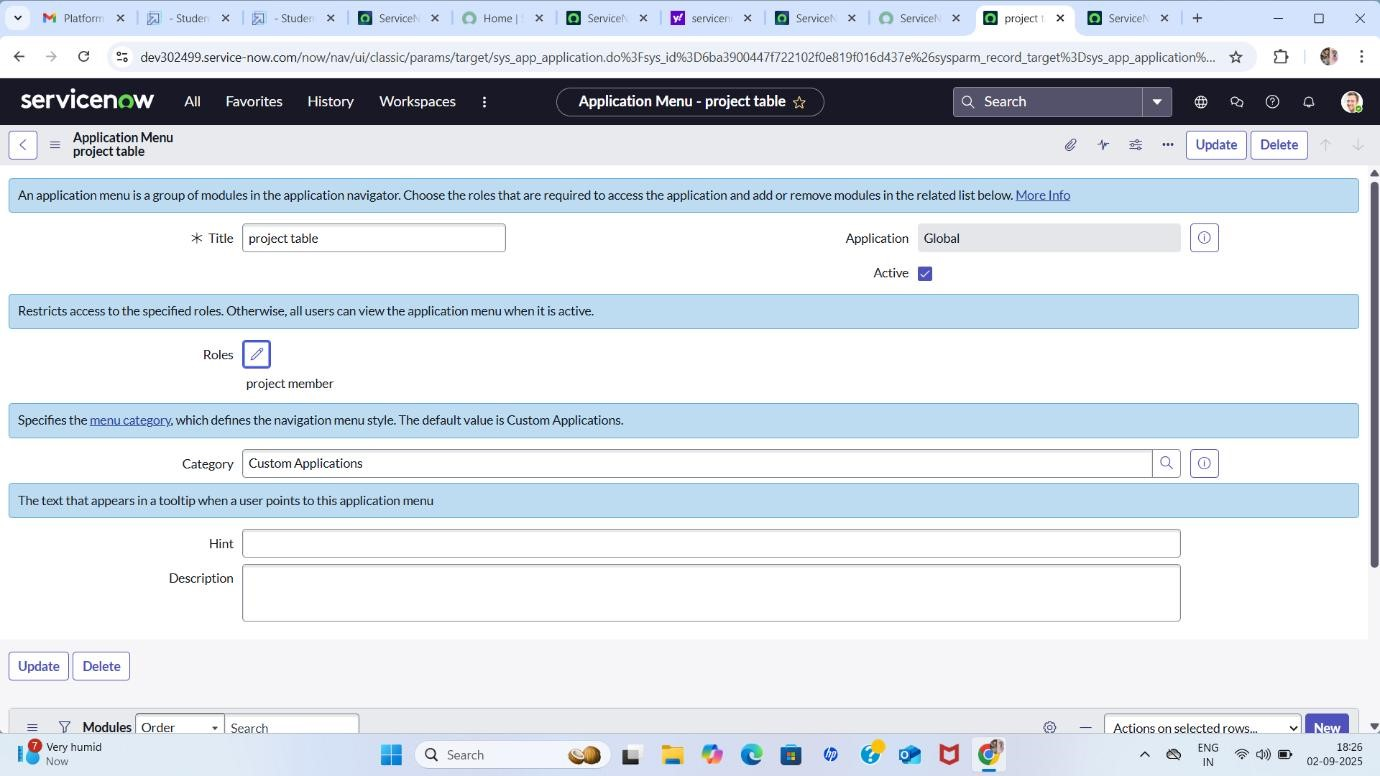 Platform
- Studen
- Studen
ServiceN
Home | S
ServiceN
servicen
ServiceN
ServiceN
project t
ServiceN
dev302499.service-now.com/now/nav/ui/classic/params/target/sys_app_application.do%3Fsys_id%3D6ba3900447f722102f0e819f016d437e%26sysparm_record_target%3Dsys_app_application%...
servicenow
All
Favorites
History
Workspaces
Application Menu - project table
Search
Application Menu
project table
Update
Delete
An application menu is a group of modules in the application navigator. Choose the roles that are required to access the application and add or remove modules in the related list below. More Info
Title
project table
Application
Global
Active
Restricts access to the specified roles. Otherwise, all users can view the application menu when it is active.
Roles
project member
Specifies the menu category, which defines the navigation menu style. The default value is Custom Applications.
Category
Custom Applications
The text that appears in a tooltip when a user points to this application menu
Hint
Description
Update
Delete
Modules
Order
Search
Actions on selected rows...
New
7
Very humid
Now
Search
ENG
IN
18:26
02-09-2025